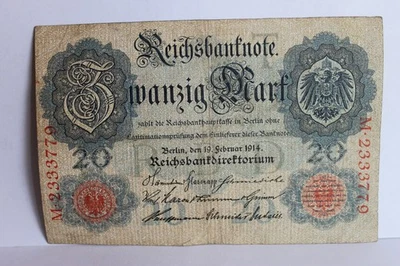 Reichsbanknote.
Zwanzig Mark
zahlt die Reichsbankhauptkasse in Berlin ohne
Legitimationsprüfung dem Einlieferer dieser Banknote.
Berlin, den 19. Februar 1914.
Reichsbankdirektorium
20
20
M·2333779
M·2333779